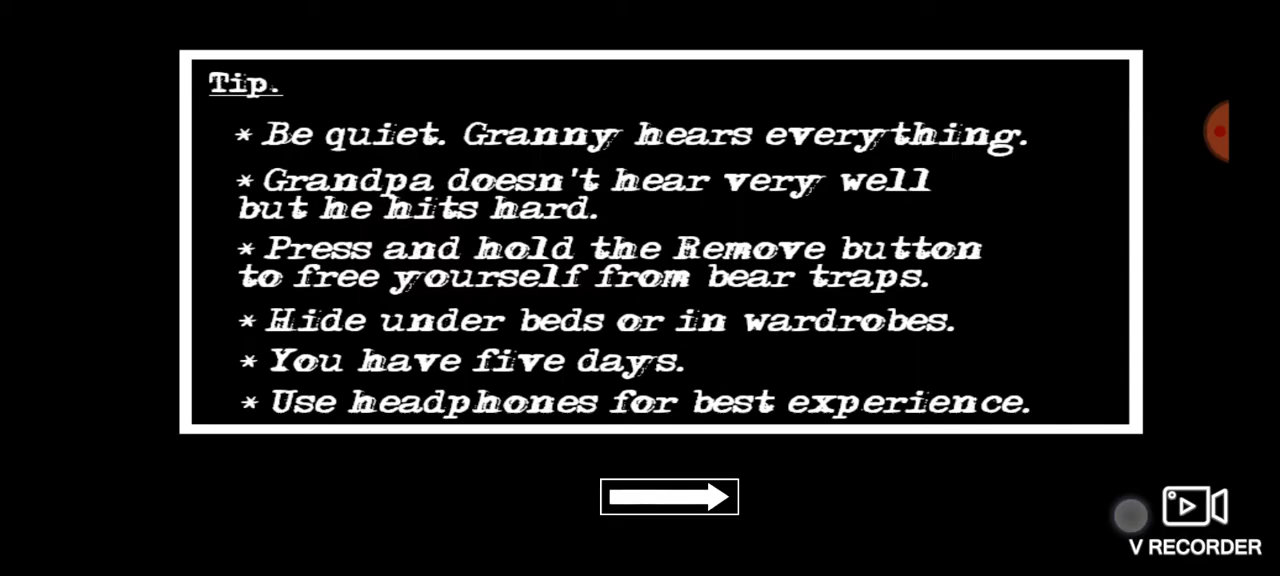 Tip.
* Be quiet. Granny hears everything.
* Grandpa doesn't hear very well
but he hits hard.
* Press and hold the Remove button
to free yourself from bear traps.
* Hide under beds or in wardrobes.
* You have five days.
* Use headphones for best experience.
V RECORDER